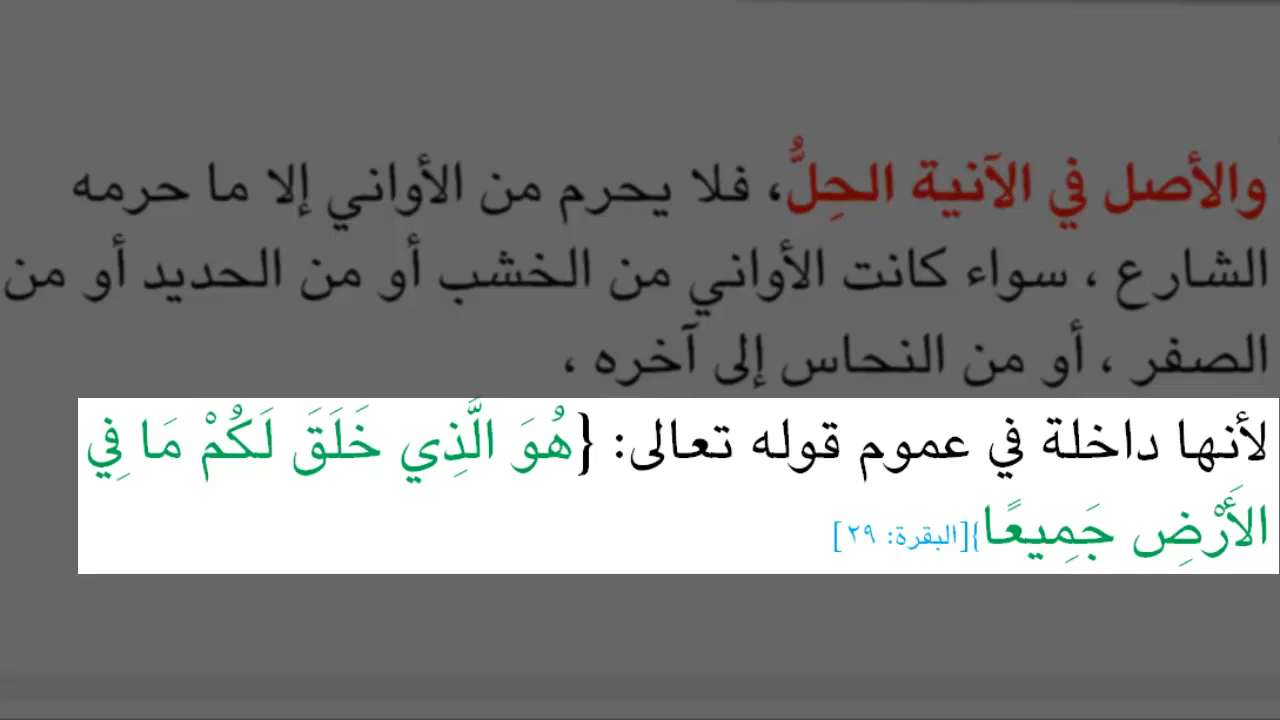 والأصل في الآنية الحِلُّ، فلا يحرم من الأواني إلا ما حرمه
الشارع ، سواء كانت الأواني من الخشب أو من الحديد أو من
الصفر ، أو من النحاس إلى آخره ،
لأنها داخلة في عموم قوله تعالى: {هُوَ الَّذِي خَلَقَ لَكُمْ مَا فِي
الأَرْضِ جَمِيعًا}[البقرة: ٢٩]